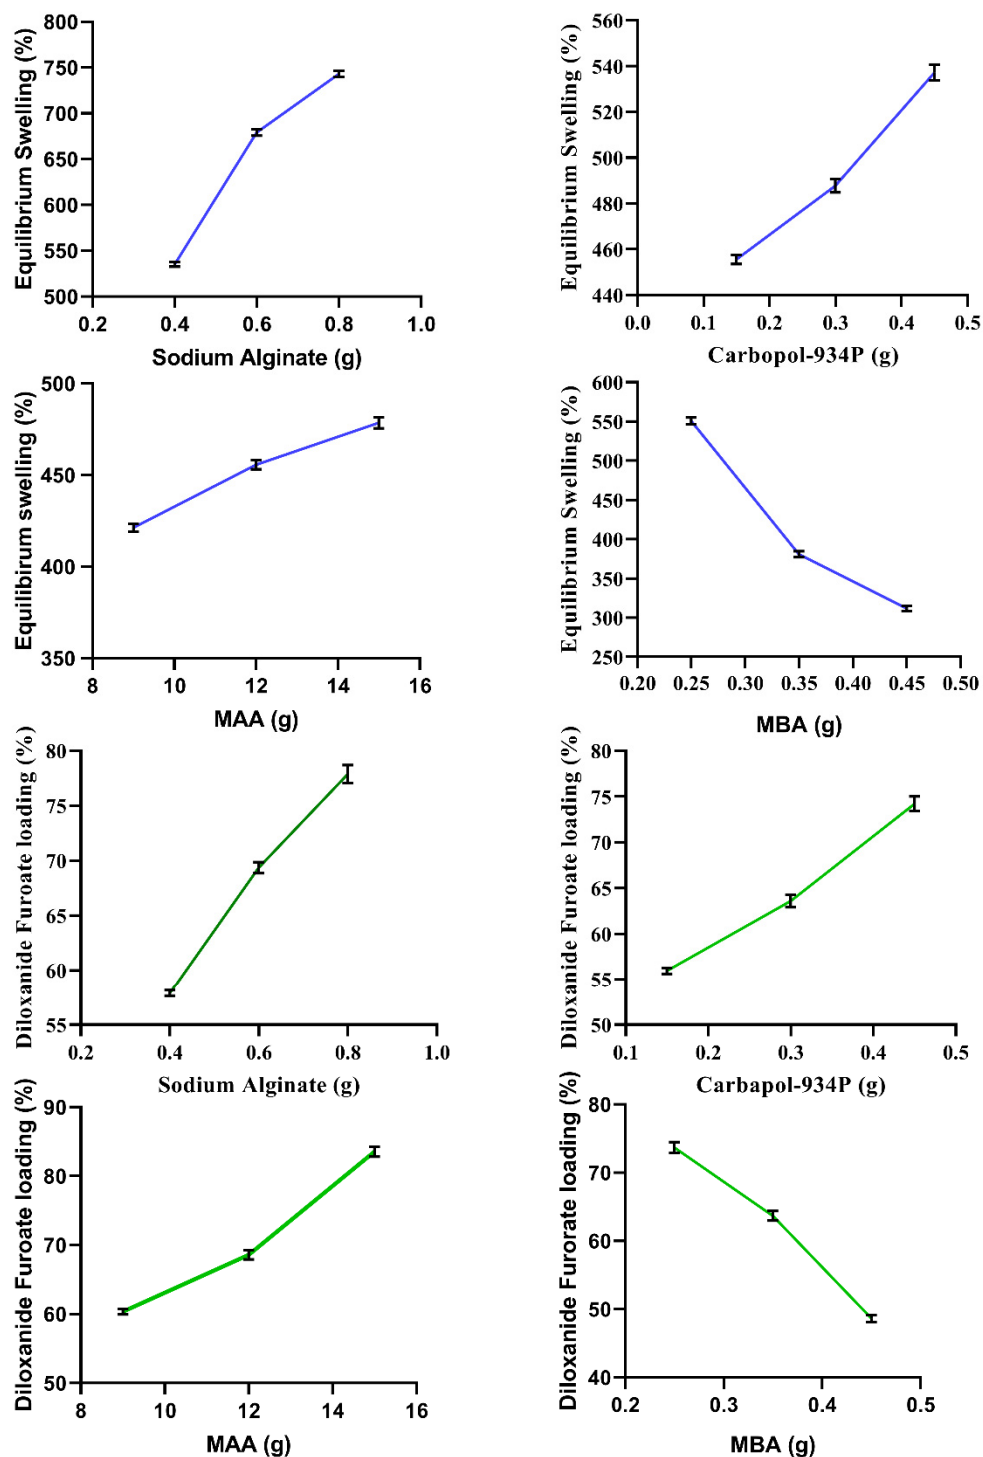 Equilibrium Swelling (%)
800
750
700
650
600
550
500
0.2 0.4 0.6 0.8 1.0
Sodium Alginate (g)
Equilibrium Swelling (%)
560
540
520
500
480
460
440
0.0 0.1 0.2 0.3 0.4 0.5
Carbopol-934P (g)
Equilibirum swelling (%)
500
450
400
350
8 10 12 14 16
MAA (g)
Equilibrium Swelling (%)
600
550
500
450
400
350
300
250
0.20 0.25 0.30 0.35 0.40 0.45 0.50
MBA (g)
Diloxanide Furoate loading (%)
80
75
70
65
60
55
0.2 0.4 0.6 0.8 1.0
Sodium Alginate (g)
Diloxanide Furoate loading (%)
80
75
70
65
60
55
50
0.1 0.2 0.3 0.4 0.5
Carbapol-934P (g)
Diloxanide Furoate loading (%)
90
80
70
60
50
8 10 12 14 16
MAA (g)
Diloxanide Furorate loading (%)
80
70
60
50
40
0.2 0.3 0.4 0.5
MBA (g)